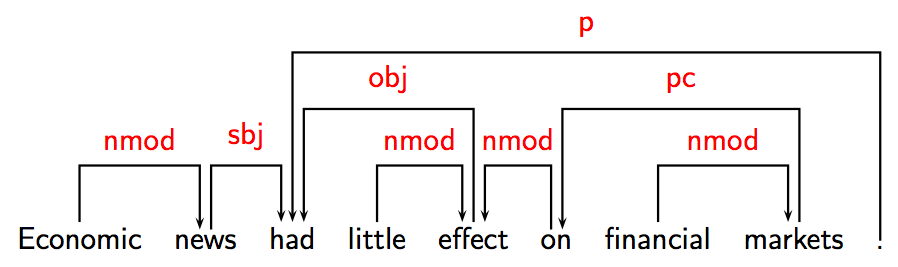 p
obj pc
nmod sbj nmod nmod nmod
Economic news had little effect on financial markets .